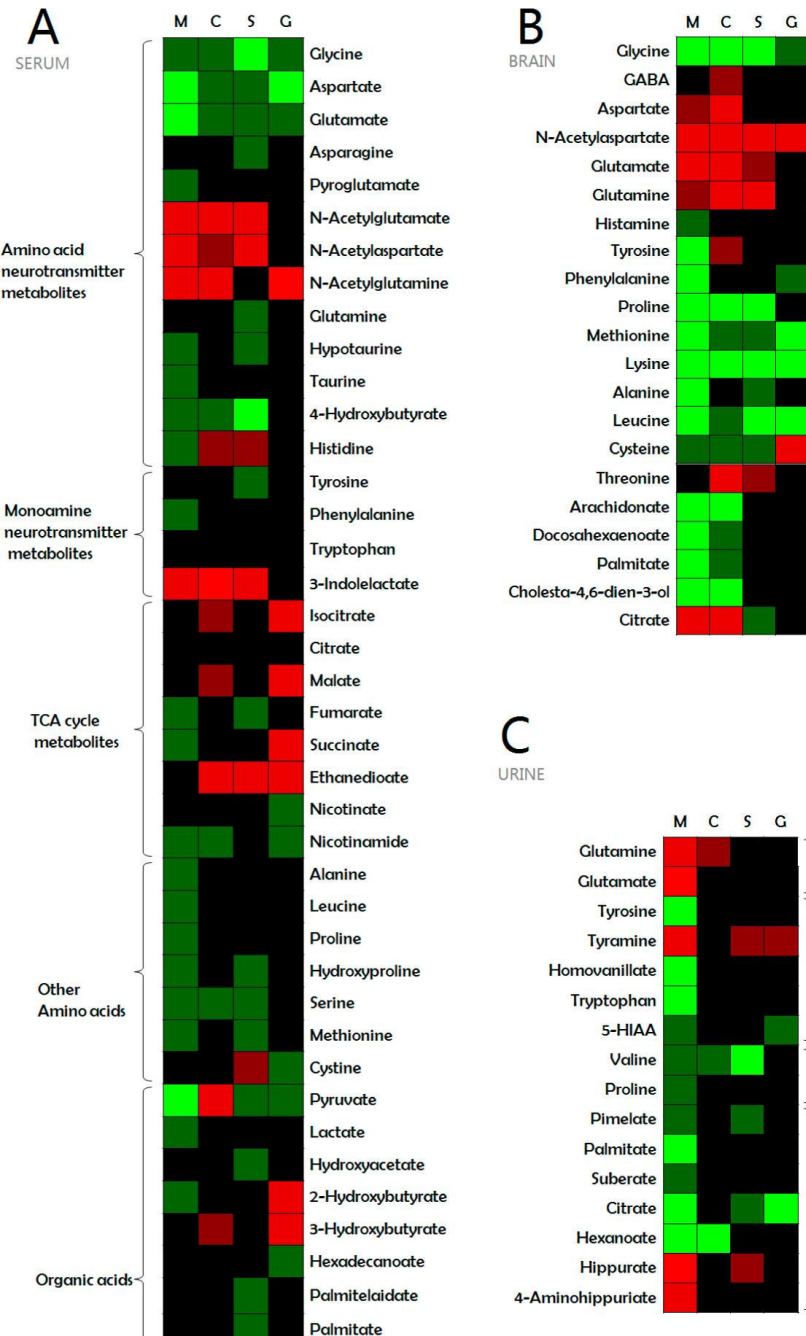 A
SERUM
M C S G
Amino acid
neurotransmitter
metabolites
Glycine
Aspartate
Glutamate
Asparagine
Pyroglutamate
N-Acetylglutamate
N-Acetylaspartate
N-Acetylglutamine
Glutamine
Hypotaurine
Taurine
4-Hydroxybutyrate
Histidine
Monoamine
neurotransmitter
metabolites
Tyrosine
Phenylalanine
Tryptophan
3-Indolelactate
TCA cycle
metabolites
Isocitrate
Citrate
Malate
Fumarate
Succinate
Ethanedioate
Nicotinate
Nicotinamide
Other
Amino acids
Alanine
Leucine
Proline
Hydroxyproline
Serine
Methionine
Cystine
Organic acids
Pyruvate
Lactate
Hydroxyacetate
2-Hydroxybutyrate
3-Hydroxybutyrate
Hexadecanoate
Palmitelaidate
Palmitate
B
BRAIN
M C S G
Glycine
GABA
Aspartate
N-Acetylaspartate
Glutamate
Glutamine
Histamine
Tyrosine
Phenylalanine
Proline
Methionine
Lysine
Alanine
Leucine
Cysteine
Threonine
Arachidonate
Docosahexaenoate
Palmitate
Cholesta-4,6-dien-3-ol
Citrate
C
URINE
M C S G
Glutamine
Glutamate
Tyrosine
Tyramine
Homovanillate
Tryptophan
5-HIAA
Valine
Proline
Pimelate
Palmitate
Suberate
Citrate
Hexanoate
Hippurate
4-Aminohippuriate